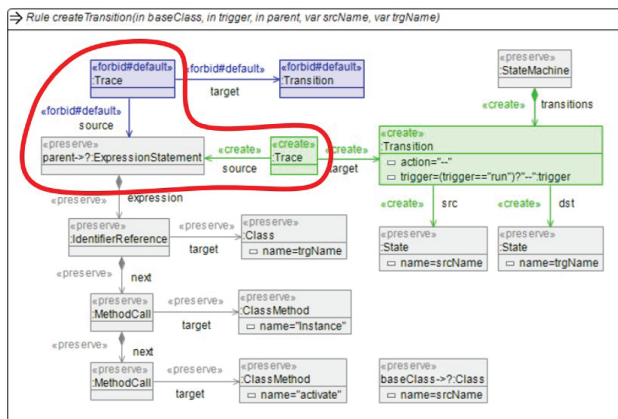 Rule createTransition(in baseClass, in trigger, in parent, var srcName, var trgName)
«forbid#default»
:Trace
«forbid#default»
target
«forbid#default»
:Transition
«preserve»
:StateMachine
«create»
transitions
«forbid#default»
source
«preserve»
parent->?:ExpressionStatement
«create»
source
«create»
:Trace
«create»
target
«create»
:Transition
action="--"
trigger=(trigger=="run")?"--":trigger
expression
«preserve»
«create»
src
«create»
dst
«preserve»
:IdentifierReference
«preserve»
target
«preserve»
:Class
name=trgName
«preserve»
:State
name=srcName
«preserve»
:State
name=trgName
«preserve»
next
«preserve»
:MethodCall
«preserve»
target
«preserve»
:ClassMethod
name="Instance"
«preserve»
next
«preserve»
:MethodCall
«preserve»
target
«preserve»
:ClassMethod
name="activate"
«preserve»
baseClass->?:Class
name=srcName